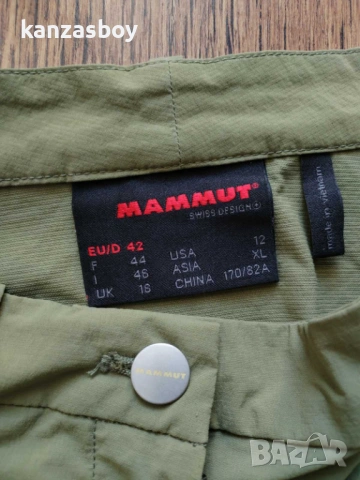 kanzasboy
MAMMUT®
SWISS DESIGN
EU/D 42
F 44
I 46
UK 16
USA 12
ASIA XL
CHINA 170/82A
made in vietnam
MAMMUT
BAZAR
bg